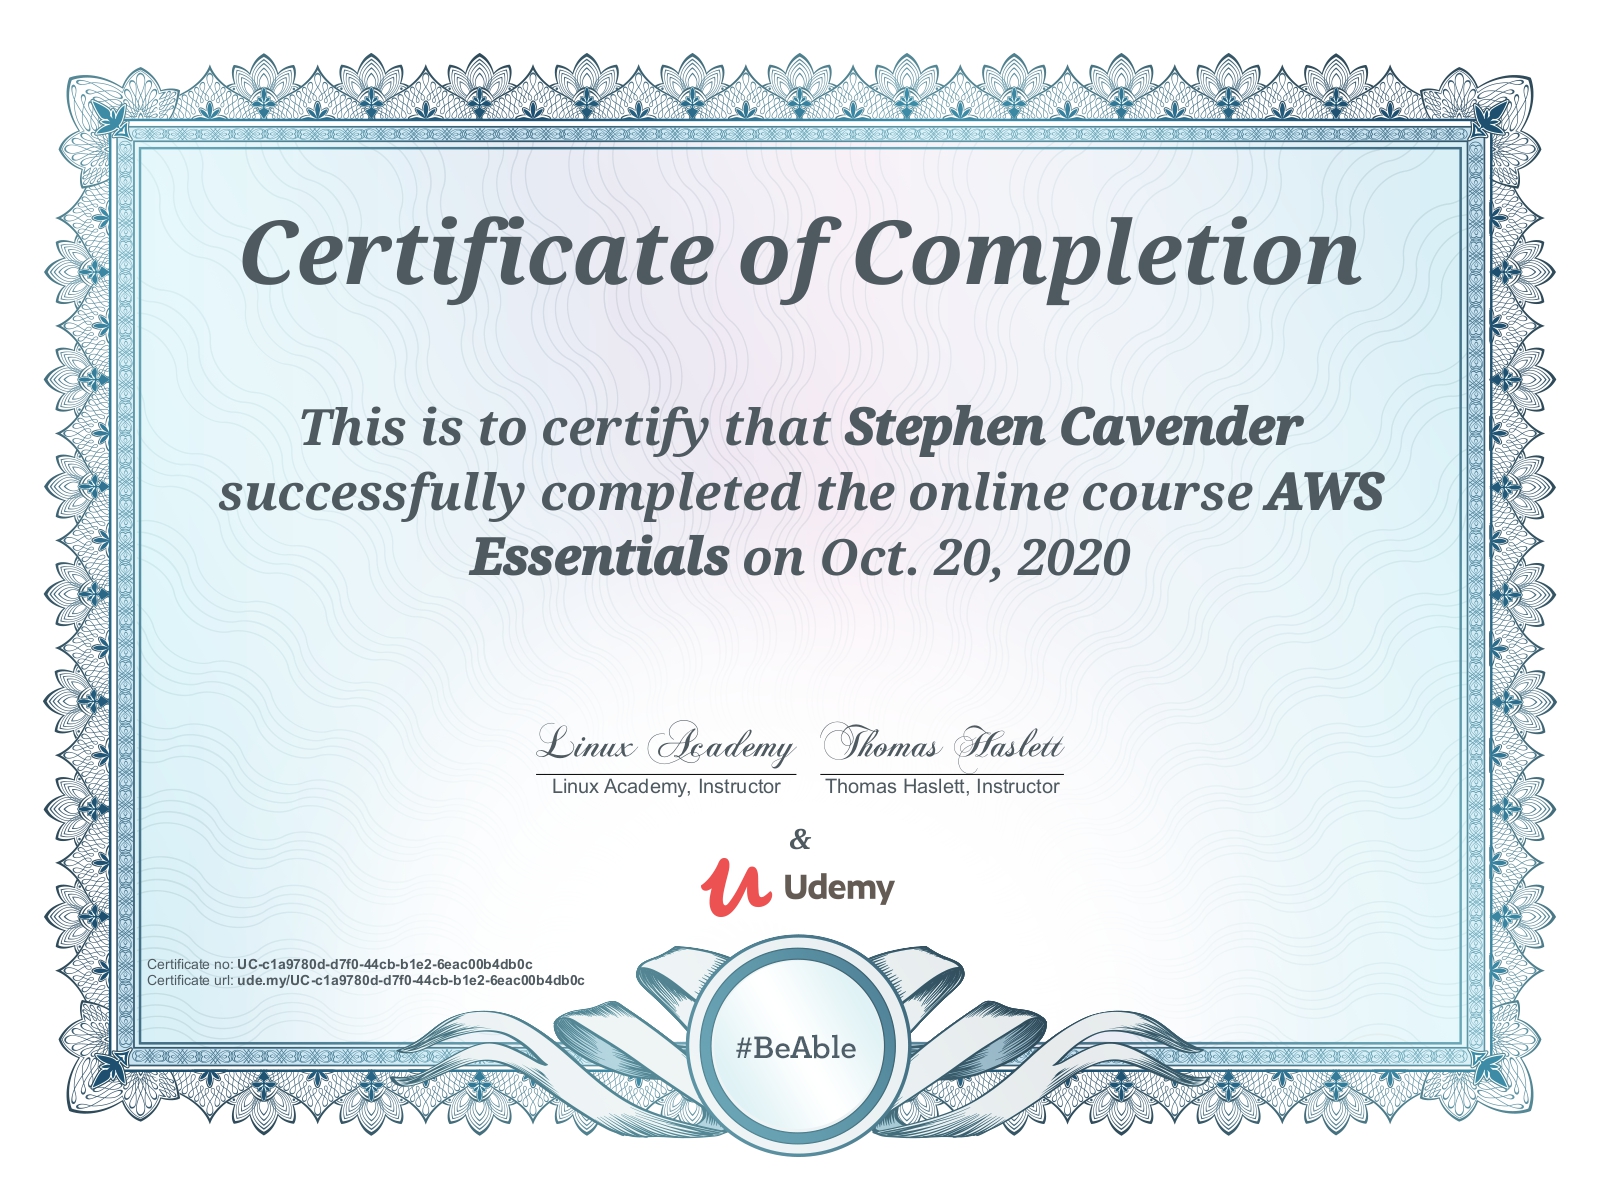 Certificate of Completion
This is to certify that Stephen Cavender
successfully completed the online course AWS
Essentials on Oct. 20, 2020
Linux Academy
Thomas Haslett
Linux Academy, Instructor
Thomas Haslett, Instructor
&
Udemy
Certificate no: UC-c1a9780d-d7f0-44cb-b1e2-6eac00b4db0c
Certificate url: ude.my/UC-c1a9780d-d7f0-44cb-b1e2-6eac00b4db0c
#BeAble